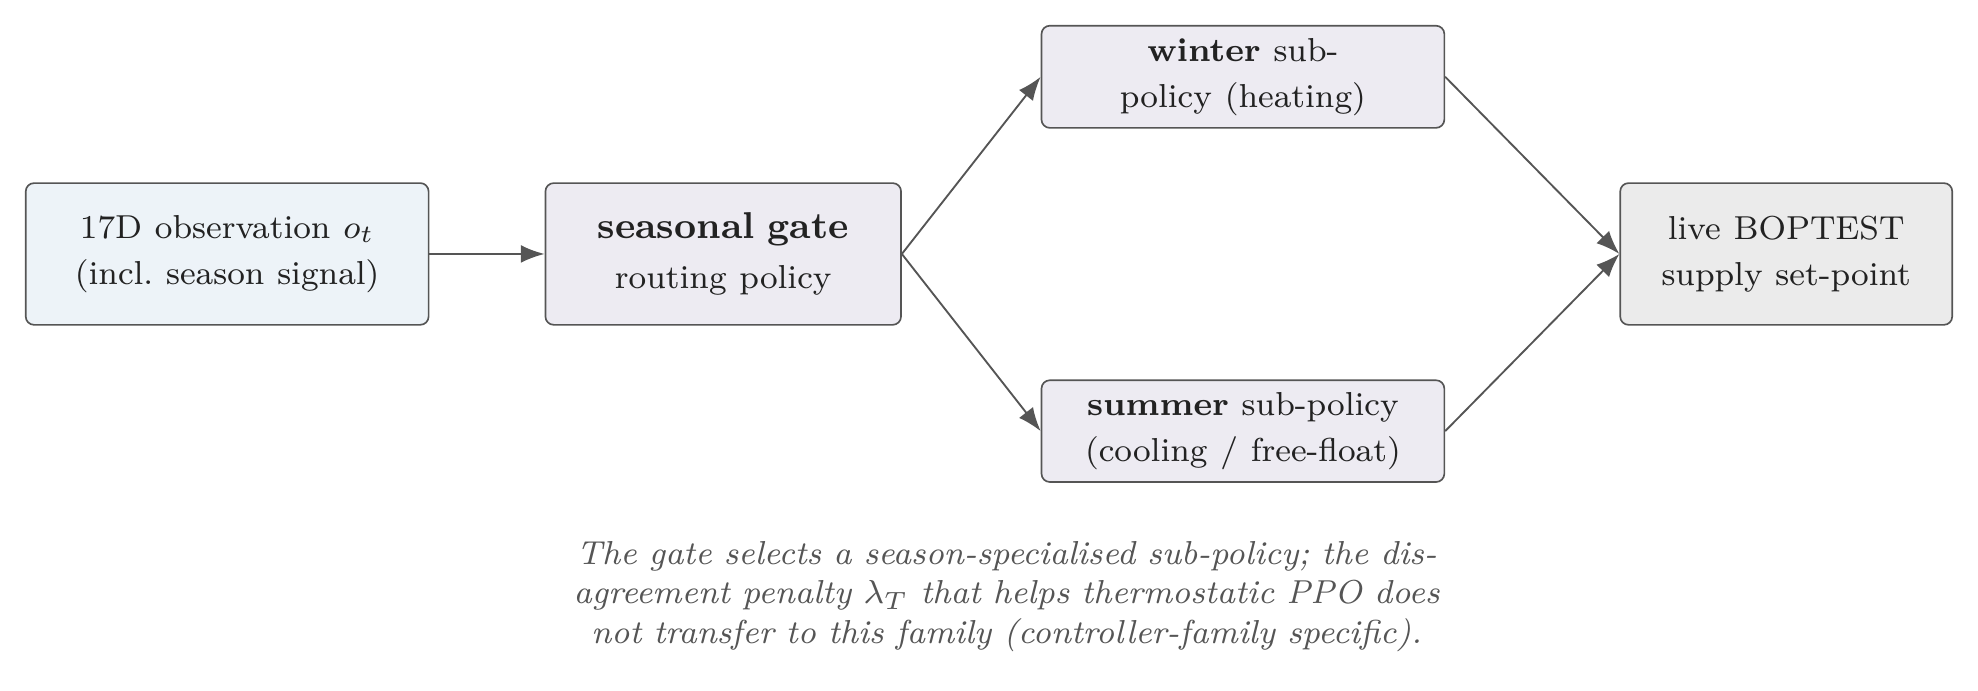 winter sub-
policy (heating)
17D observation oₜ
(incl. season signal)
seasonal gate
routing policy
live BOPTEST
supply set-point
summer sub-policy
(cooling / free-float)
The gate selects a season-specialised sub-policy; the dis-
agreement penalty λ_T that helps thermostatic PPO does
not transfer to this family (controller-family specific).